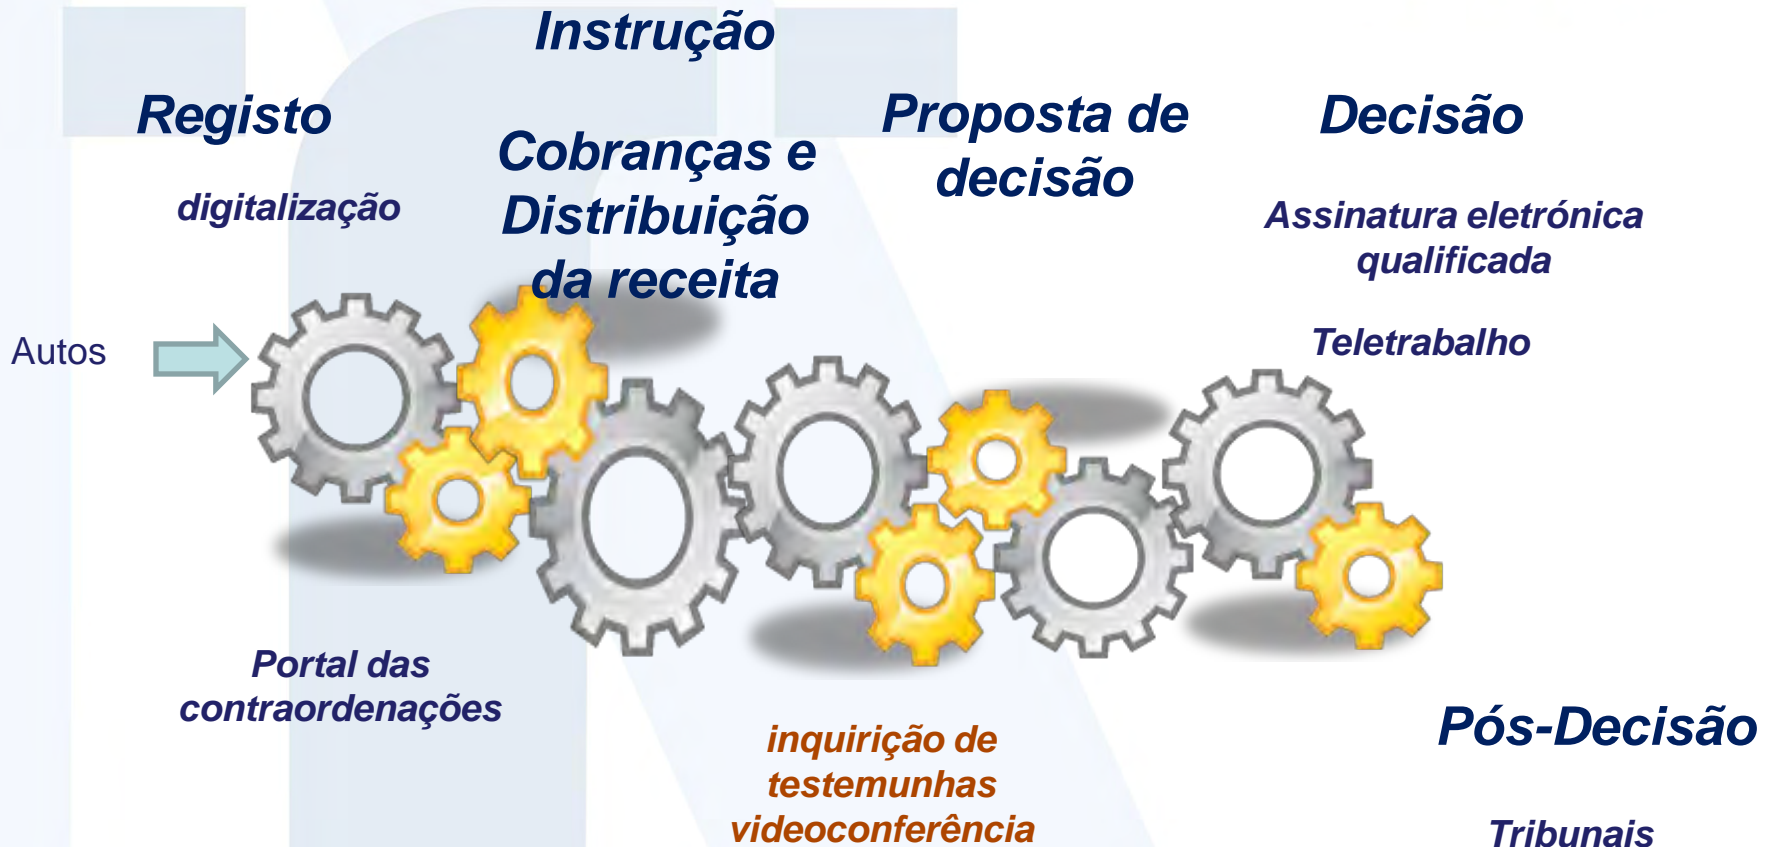 Instrução
Registo
digitalização
Cobranças e
Distribuição
da receita
Proposta de
decisão
Decisão
Assinatura eletrónica
qualificada
Teletrabalho
Autos
Portal das
contraordenações
inquirição de
testemunhas
videoconferência
Pós-Decisão
Tribunais